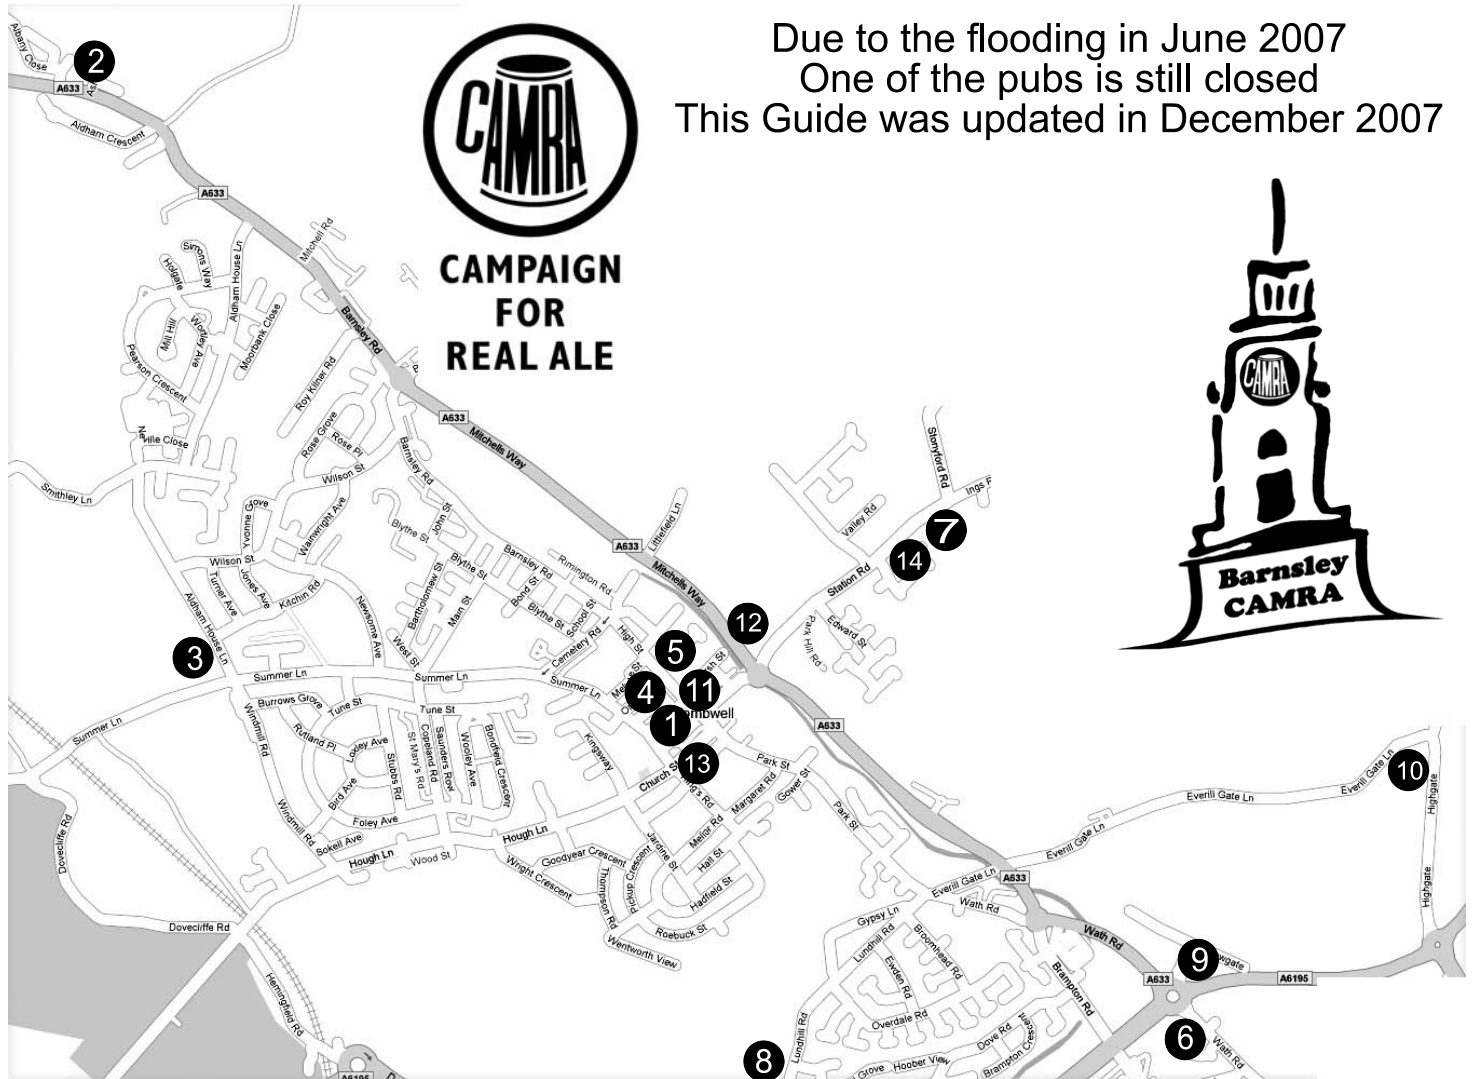 Due to the flooding in June 2007
One of the pubs is still closed
This Guide was updated in December 2007
CAMRA
CAMPAIGN
FOR
REAL ALE
CAMRA
Barnsley
CAMRA
Albany Close
2
A633
Aldham Crescent
A633
Mitchell Rd
Simons Way
Holgate
Aldham House Ln
Mill Hill
Wortley Ave
Moorbank Close
Pearson Crescent
Barnsley Rd
Roy Kilner Rd
A633
Mitchells Way
Neville Close
Rose Grove
Rose Pl
Wilson St
Barnsley Rd
Smithley Ln
Stonyford Rd
Ings R
Yvonne Grove
Wainwright Ave
Blythe St
John St
Littlefield Ln
Valley Rd
7
A633
14
Wilson St
Turner Ave
Jones Ave
Kitchin Rd
Barnsley Rd
Rimington Rd
Blythe St
Mitchells Way
Station Rd
Bartholomew St
Main St
Bond St
Blythe St
School St
Newsome Ave
Aldham House Ln
West St
Cemetery Rd
High St
12
Park Hill Rd
Edward St
3
5
Summer Ln
Summer Ln
Summer Ln
4
11
Burrows Grove
Tune St
Tune St
1
mbwell
A633
Summer Ln
Windmill Rd
Rutland Pl
Loxley Ave
St Mary's Rd
Copeland Rd
Saunders Row
Wooley Ave
Bondfield Crescent
Stubbs Rd
Kingsway
Church St
13
Park St
Bird Ave
Margaret Rd
Gower St
10
Everill Gate Ln
Everill Gate Ln
Highgate
Windmill Rd
Foley Ave
Sokell Ave
Park St
Dovecliffe Rd
Hough Ln
Hough Ln
Wood St
Jardine St
Mellor Rd
Hall St
Everill Gate Ln
Goodyear Crescent
Wright Crescent
Thompson Rd
Pickup Crescent
Hadfield St
Everill Gate Ln
A633
Highgate
Roebuck St
Wentworth View
Wath Rd
Gypsy Ln
Dovecliffe Rd
Lundhill Rd
Broomhead Rd
Wath Rd
9
wgate
Ewden Rd
Brampton Rd
A633
A6195
Hemingfield Rd
Overdale Rd
Dove Rd
Brampton Crescent
6
Wath Rd
Lundhill Rd
8
Grove
Hoober View
A6195